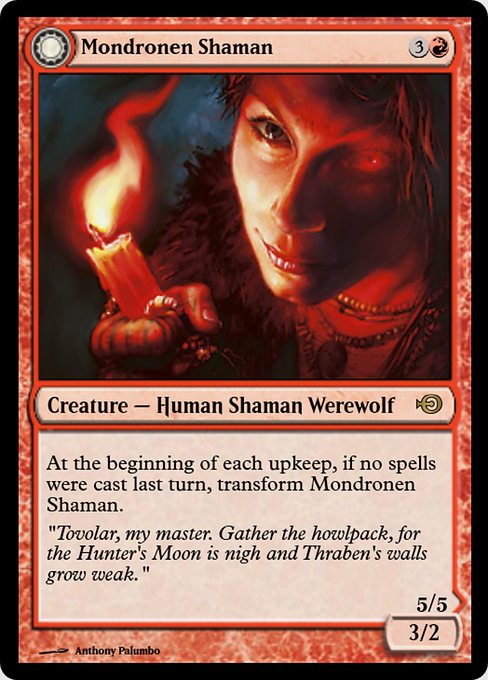 Mondronen Shaman 3
Creature — Human Shaman Werewolf
At the beginning of each upkeep, if no spells
were cast last turn, transform Mondronen
Shaman.
"Tovolar, my master. Gather the howlpack, for
the Hunter's Moon is nigh and Thraben's walls
grow weak."
5/5
3/2
Anthony Palumbo